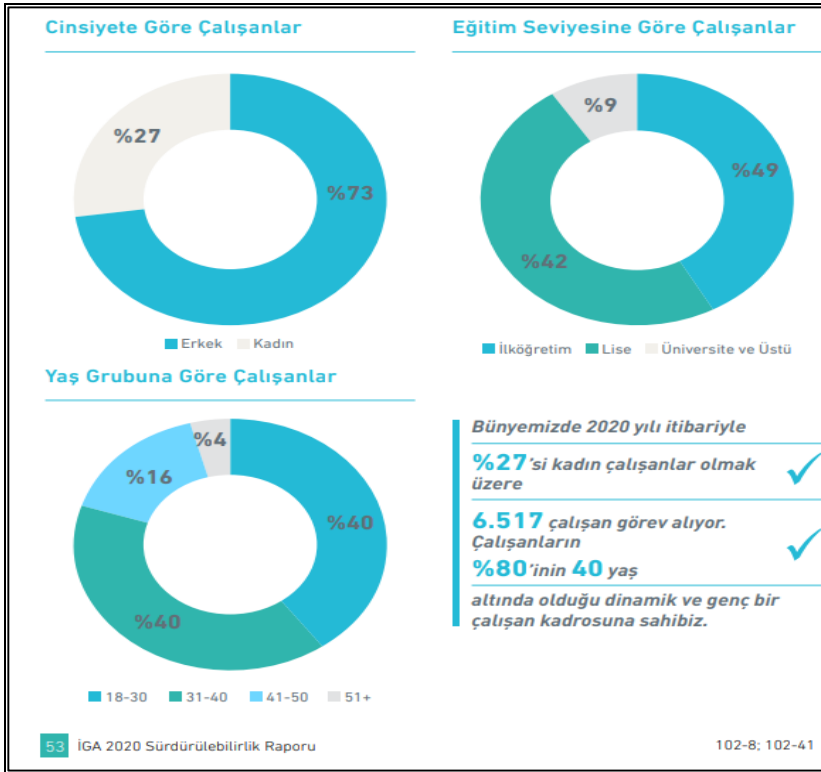 Cinsiyete Göre Çalışanlar
%27
%73
Erkek Kadın
Eğitim Seviyesine Göre Çalışanlar
%9
%49
%42
İlköğretim Lise Üniversite ve Üstü
Yaş Grubuna Göre Çalışanlar
%4
%16
%40
%40
18-30 31-40 41-50 51+
Bünyemizde 2020 yılı itibariyle
%27'si kadın çalışanlar olmak
üzere
6.517 çalışan görev alıyor.
Çalışanların
%80'inin 40 yaş
altında olduğu dinamik ve genç bir
çalışan kadrosuna sahibiz.
53 İGA 2020 Sürdürülebilirlik Raporu
102-8; 102-41